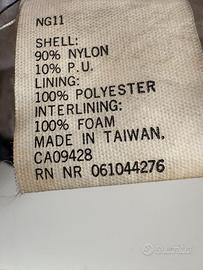 NG11
SHELL:
90% NYLON
10% P.U.
LINING:
100% POLYESTER
INTERLINING:
100% FOAM
MADE IN TAIWAN,
CA09428
RN NR 061044276